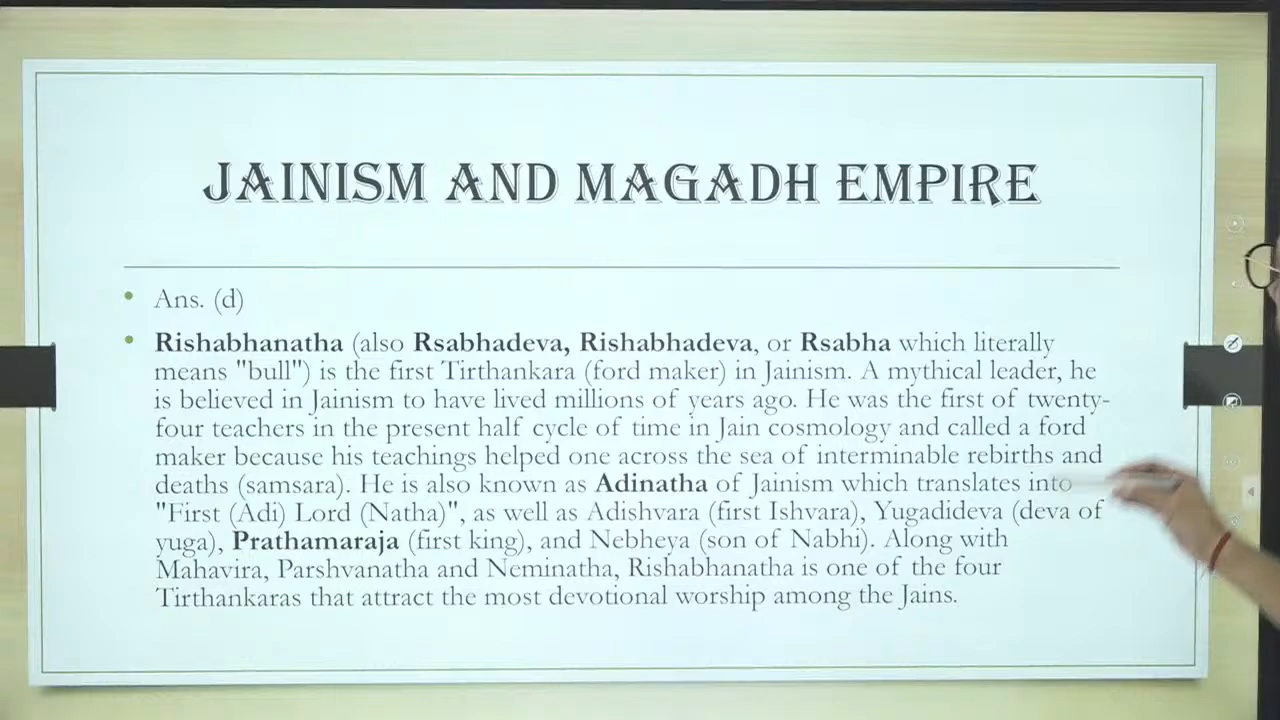 JAINISM AND MAGADH EMPIRE
• Ans. (d)
• Rishabhanatha (also Rsabhadeva, Rishabhadeva, or Rsabha which literally
means "bull") is the first Tirthankara (ford maker) in Jainism. A mythical leader, he
is believed in Jainism to have lived millions of years ago. He was the first of twenty-
four teachers in the present half cycle of time in Jain cosmology and called a ford
maker because his teachings helped one across the sea of interminable rebirths and
deaths (samsara). He is also known as Adinatha of Jainism which translates into
"First (Adi) Lord (Natha)", as well as Adishvara (first Ishvara), Yugadideva (deva of
yuga), Prathamaraja (first king), and Nebheya (son of Nabhi). Along with
Mahavira, Parshvanatha and Neminatha, Rishabhanatha is one of the four
Tirthankaras that attract the most devotional worship among the Jains.